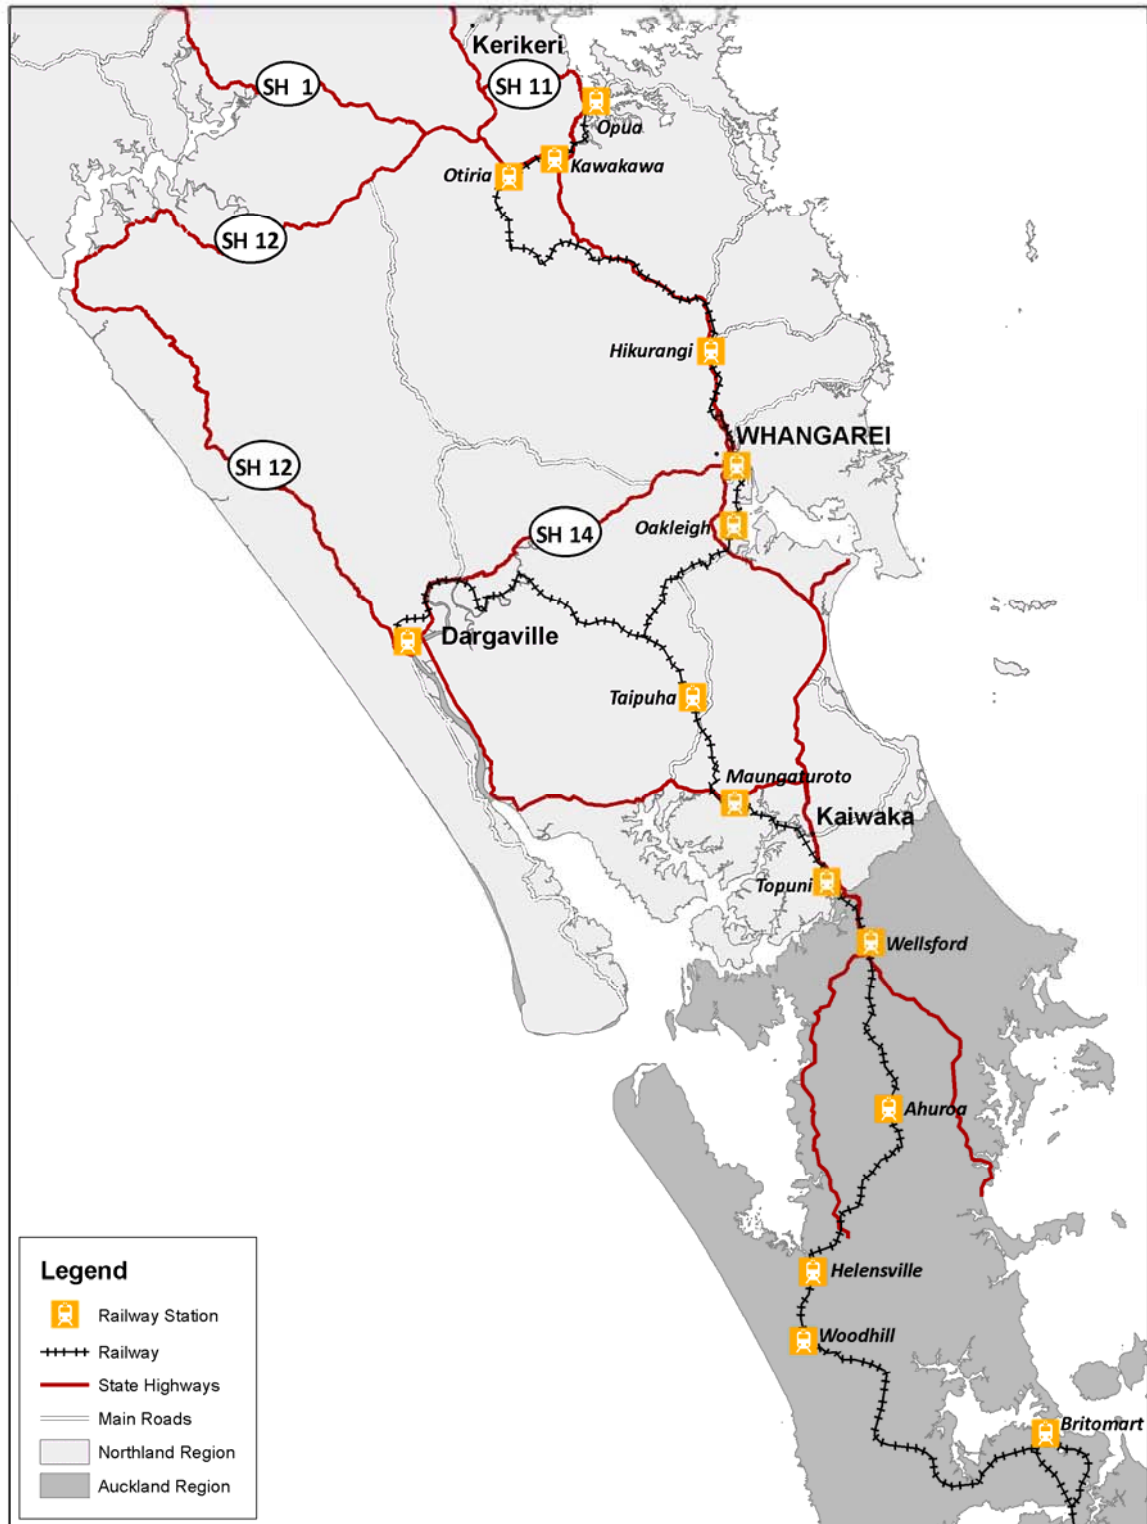 Kerikeri
SH 1
SH 11
Opua
Kawakawa
Otiria
SH 12
Hikurangi
WHANGAREI
SH 12
Oakleigh
SH 14
Dargaville
Taipuha
Maungaturoto
Kaiwaka
Topuni
Wellsford
Ahuroa
Helensville
Woodhill
Britomart
Legend
Railway Station
Railway
State Highways
Main Roads
Northland Region
Auckland Region